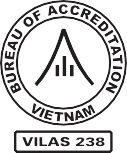 BUREAU OF ACCREDITATION
VIETNAM
VILAS 238